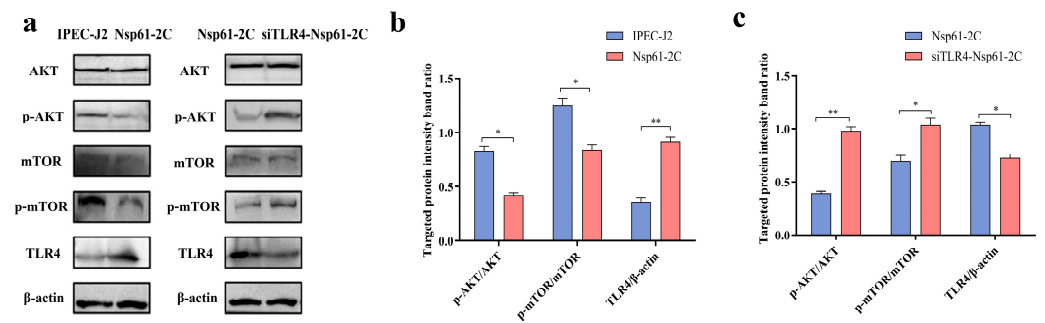 a
IPEC-J2 Nsp61-2C
AKT
p-AKT
mTOR
p-mTOR
TLR4
β-actin
Nsp61-2C siTLR4-Nsp61-2C
AKT
p-AKT
mTOR
p-mTOR
TLR4
β-actin
b
IPEC-J2
Nsp61-2C
Targeted protein intensity band ratio
1.5
1.0
0.5
0.0
*
*
**
p-AKT/AKT
p-mTOR/mTOR
TLR4/β-actin
c
Nsp61-2C
siTLR4-Nsp61-2C
Targeted protein intensity band ratio
1.5
1.0
0.5
0.0
**
*
*
p-AKT/AKT
p-mTOR/mTOR
TLR4/β-actin